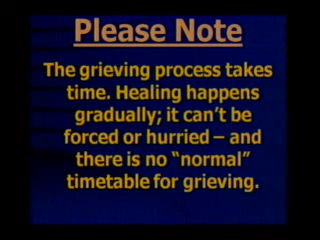 Please Note
The grieving process takes
time. Healing happens
gradually; it can't be
forced or hurried – and
there is no "normal"
timetable for grieving.